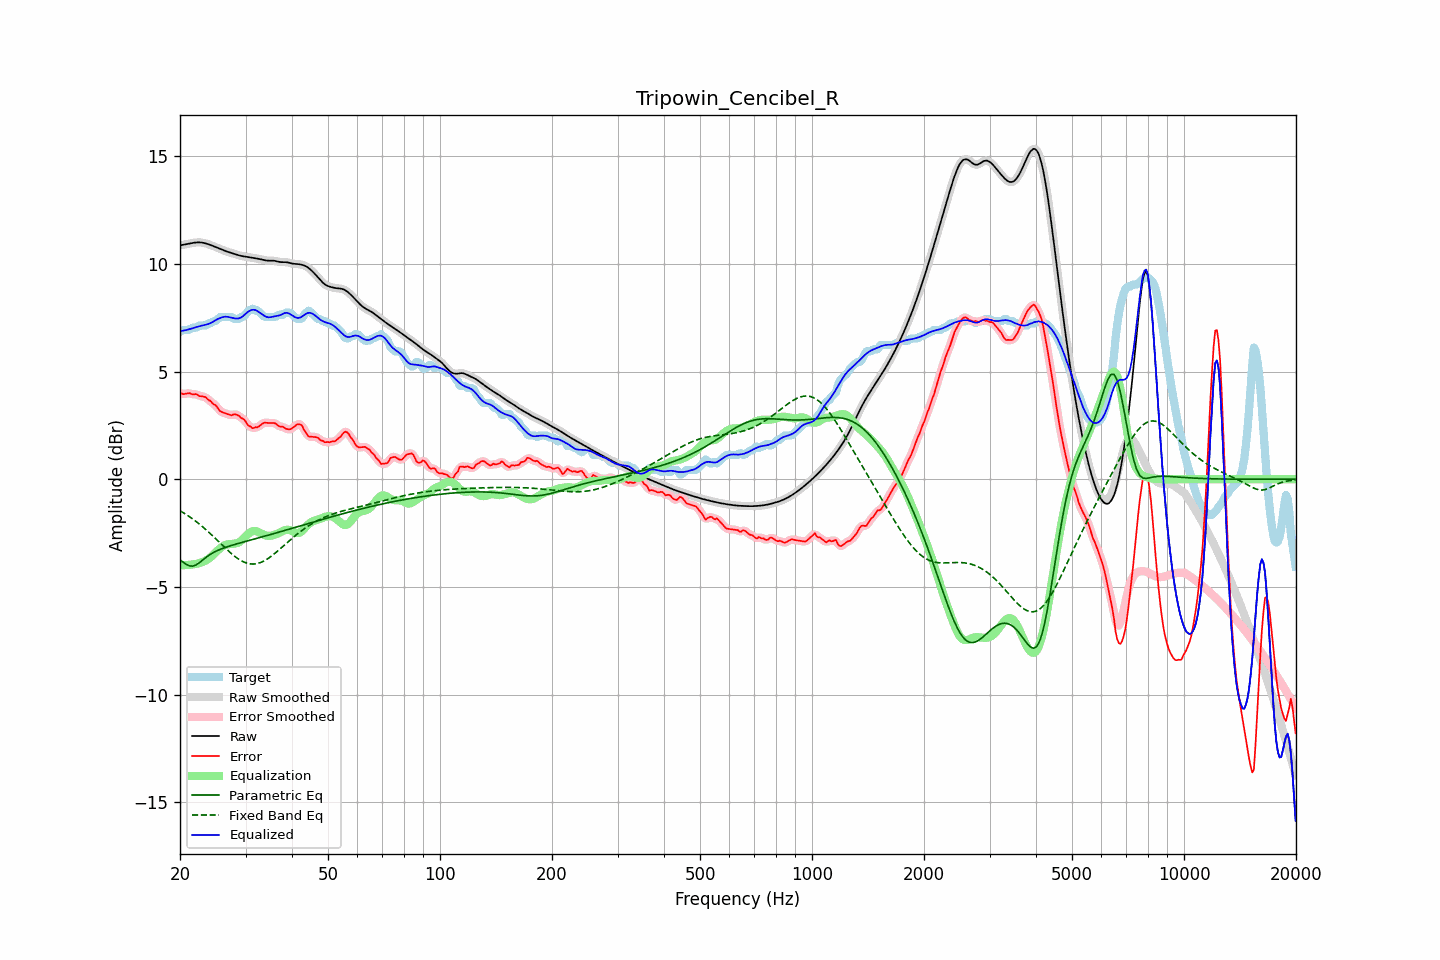 Tripowin_Cencibel_R
Amplitude (dBr)
15
10
5
0
−5
−10
−15
Target
Raw Smoothed
Error Smoothed
Raw
Error
Equalization
Parametric Eq
Fixed Band Eq
Equalized
20 50 100 200 500 1000 2000 5000 10000 20000
Frequency (Hz)